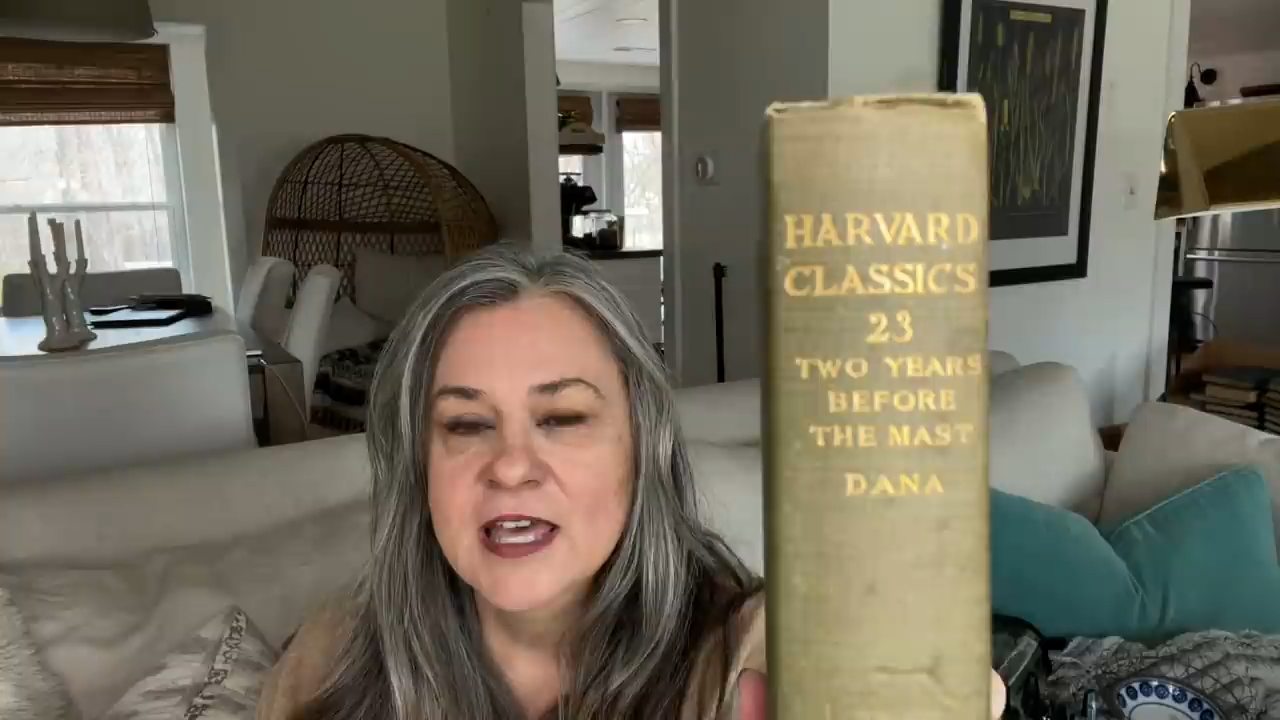 HARVARD
CLASSICS
23
TWO YEARS
BEFORE
THE MAST
DANA